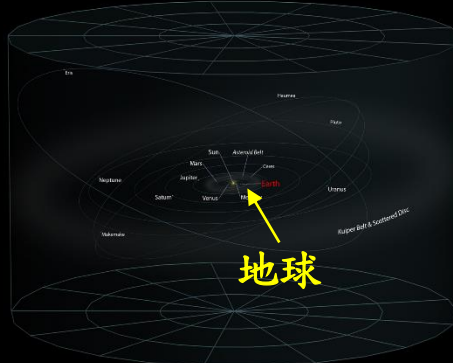 Eris
Haumea
Pluto
Sun
Asteroid Belt
Mars
Ceres
Jupiter
Earth
Neptune
Uranus
Saturn
Venus
Kuiper Belt & Scattered Disc
Makemake
地球